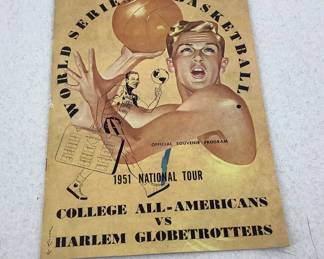 WORLD SERIES BASKETBALL
OFFICIAL SOUVENIR PROGRAM
1951 NATIONAL TOUR
COLLEGE ALL-AMERICANS
VS
HARLEM GLOBETROTTERS